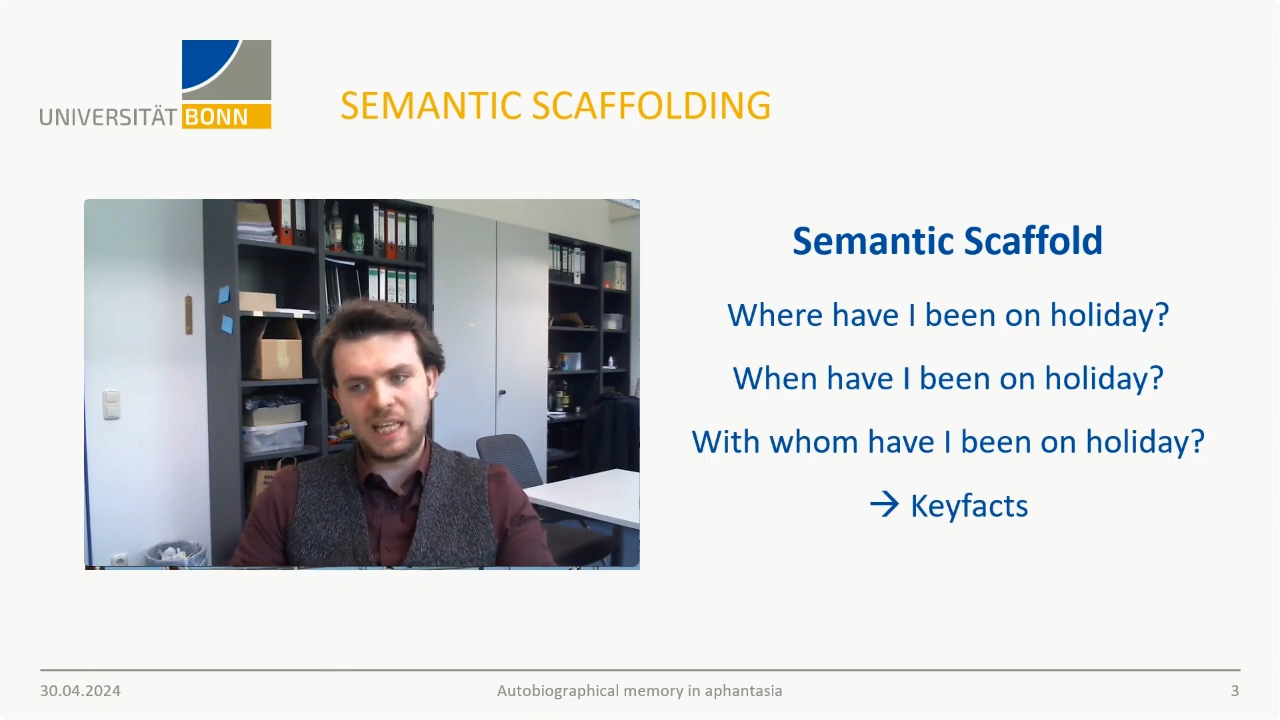 UNIVERSITÄT BONN
SEMANTIC SCAFFOLDING
Semantic Scaffold
Where have I been on holiday?
When have I been on holiday?
With whom have I been on holiday?
→ Keyfacts
30.04.2024
Autobiographical memory in aphantasia
3